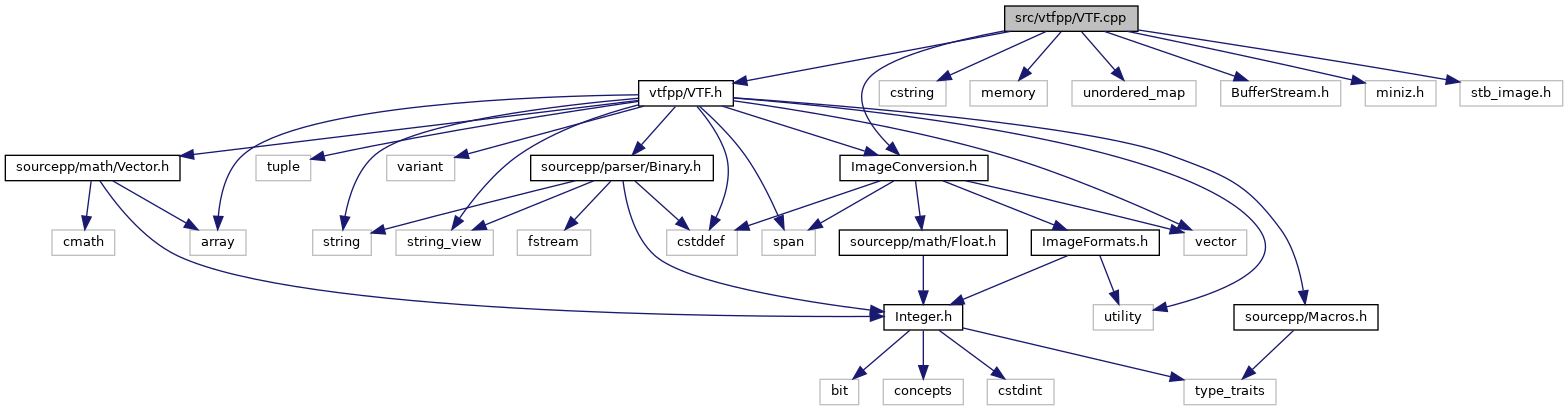 src/vtfpp/VTF.cpp
vtfpp/VTF.h
cstring
memory
unordered_map
BufferStream.h
miniz.h
stb_image.h
sourcepp/math/Vector.h
tuple
variant
sourcepp/parser/Binary.h
ImageConversion.h
cmath
array
string
string_view
fstream
cstddef
span
sourcepp/math/Float.h
ImageFormats.h
vector
Integer.h
utility
sourcepp/Macros.h
bit
concepts
cstdint
type_traits